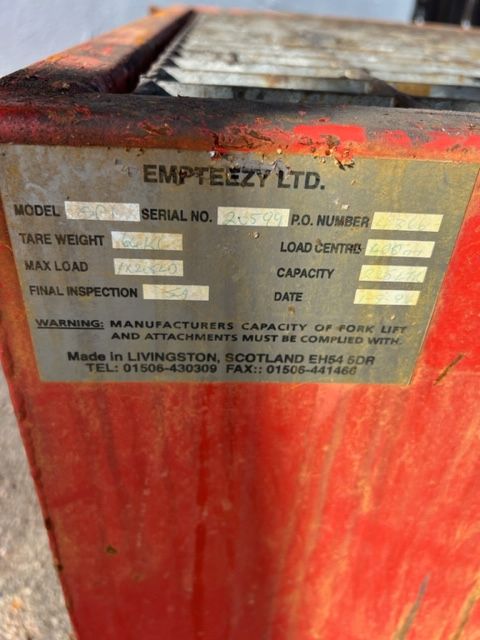 EMPTEEZY LTD.
MODEL SERIAL NO. P.O. NUMBER
TARE WEIGHT LOAD CENTRE
MAX LOAD CAPACITY
FINAL INSPECTION DATE
WARNING: MANUFACTURERS CAPACITY OF FORK LIFT
AND ATTACHMENTS MUST BE COMPLIED WITH.
Made in LIVINGSTON, SCOTLAND EH54 5DR
TEL: 01506-430309 FAX:: 01506-441466